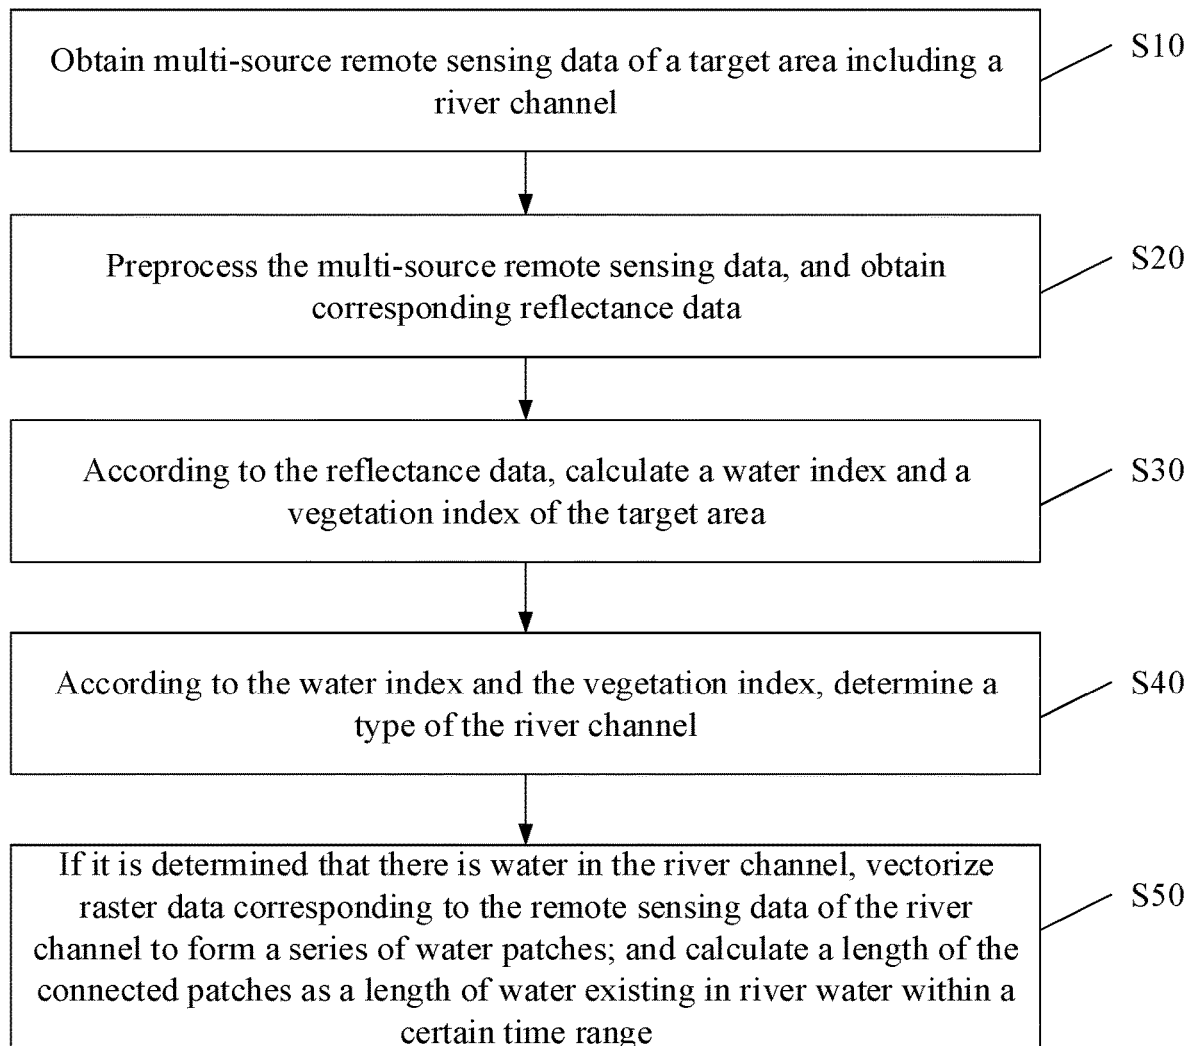 Obtain multi-source remote sensing data of a target area including a
river channel
S10
Preprocess the multi-source remote sensing data, and obtain
corresponding reflectance data
S20
According to the reflectance data, calculate a water index and a
vegetation index of the target area
S30
According to the water index and the vegetation index, determine a
type of the river channel
S40
If it is determined that there is water in the river channel, vectorize
raster data corresponding to the remote sensing data of the river
channel to form a series of water patches; and calculate a length of the
connected patches as a length of water existing in river water within a
certain time range
S50